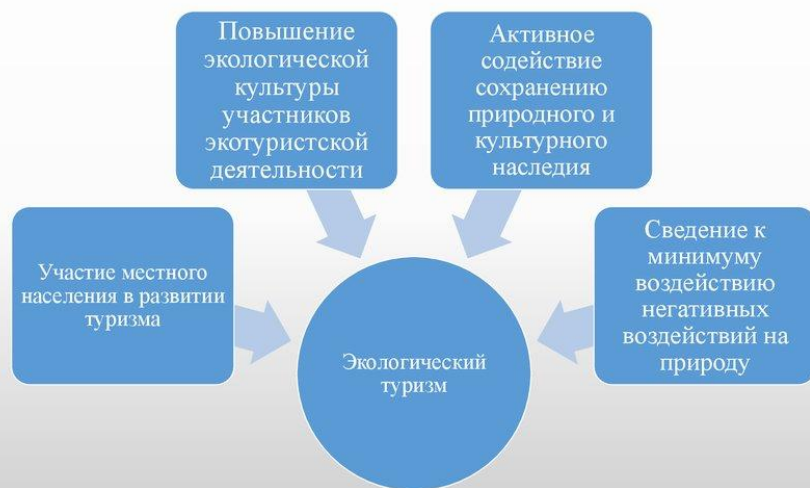 Повышение
экологической
культуры
участников
экотуристской
деятельности
Активное
содействие
сохранению
природного и
культурного
наследия
Участие местного
населения в развитии
туризма
Сведение к
минимуму
воздействию
негативных
воздействий на
природу
Экологический
туризм